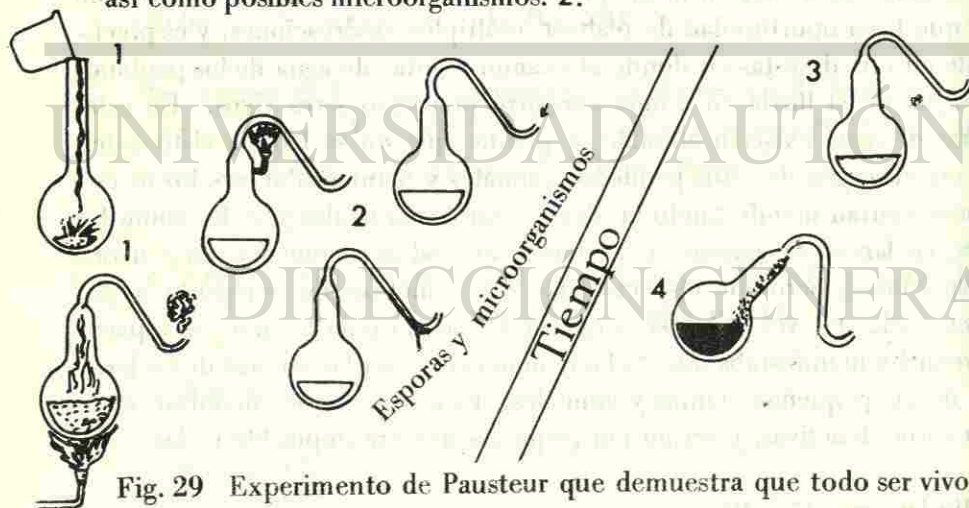 así como posibles microorganismos. 2.
1
2
3
UNIVERSIDAD AUTÓNOMA
1
Esporas y microorganismos
Tiempo
4
DIRECCIÓN GENERA
Fig. 29 Experimento de Pausteur que demuestra que todo ser vivo